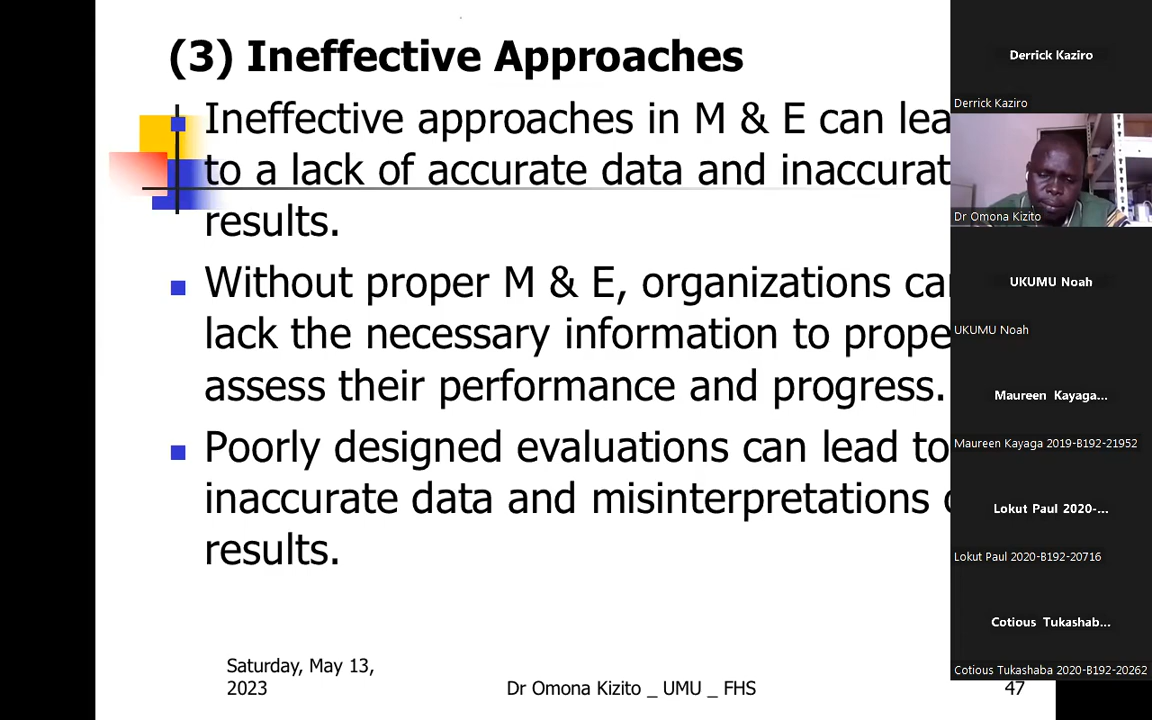 (3) Ineffective Approaches
Ineffective approaches in M & E can lea
to a lack of accurate data and inaccurat
results.
Without proper M & E, organizations ca
lack the necessary information to prope
assess their performance and progress.
Poorly designed evaluations can lead to
inaccurate data and misinterpretations
results.
Saturday, May 13,
2023
Dr Omona Kizito _ UMU _ FHS
47
Derrick Kaziro
Derrick Kaziro
Dr Omona Kizito
UKUMU Noah
UKUMU Noah
Maureen Kayaga...
Maureen Kayaga 2019-B192-21952
Lokut Paul 2020-...
Lokut Paul 2020-B192-20716
Cotious Tukashab...
Cotious Tukashaba 2020-B192-20262